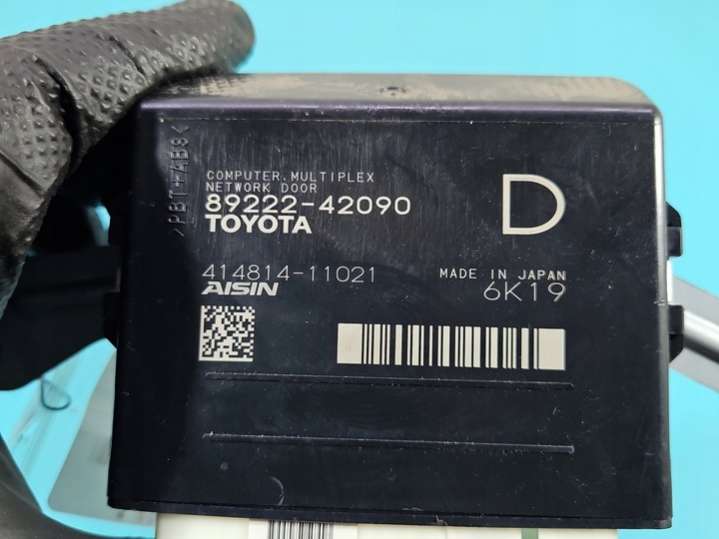 COMPUTER.MULTIPLEX
NETWORK DOOR
89222-42090
TOYOTA
D
414814-11021
AISIN
MADE IN JAPAN
6K19